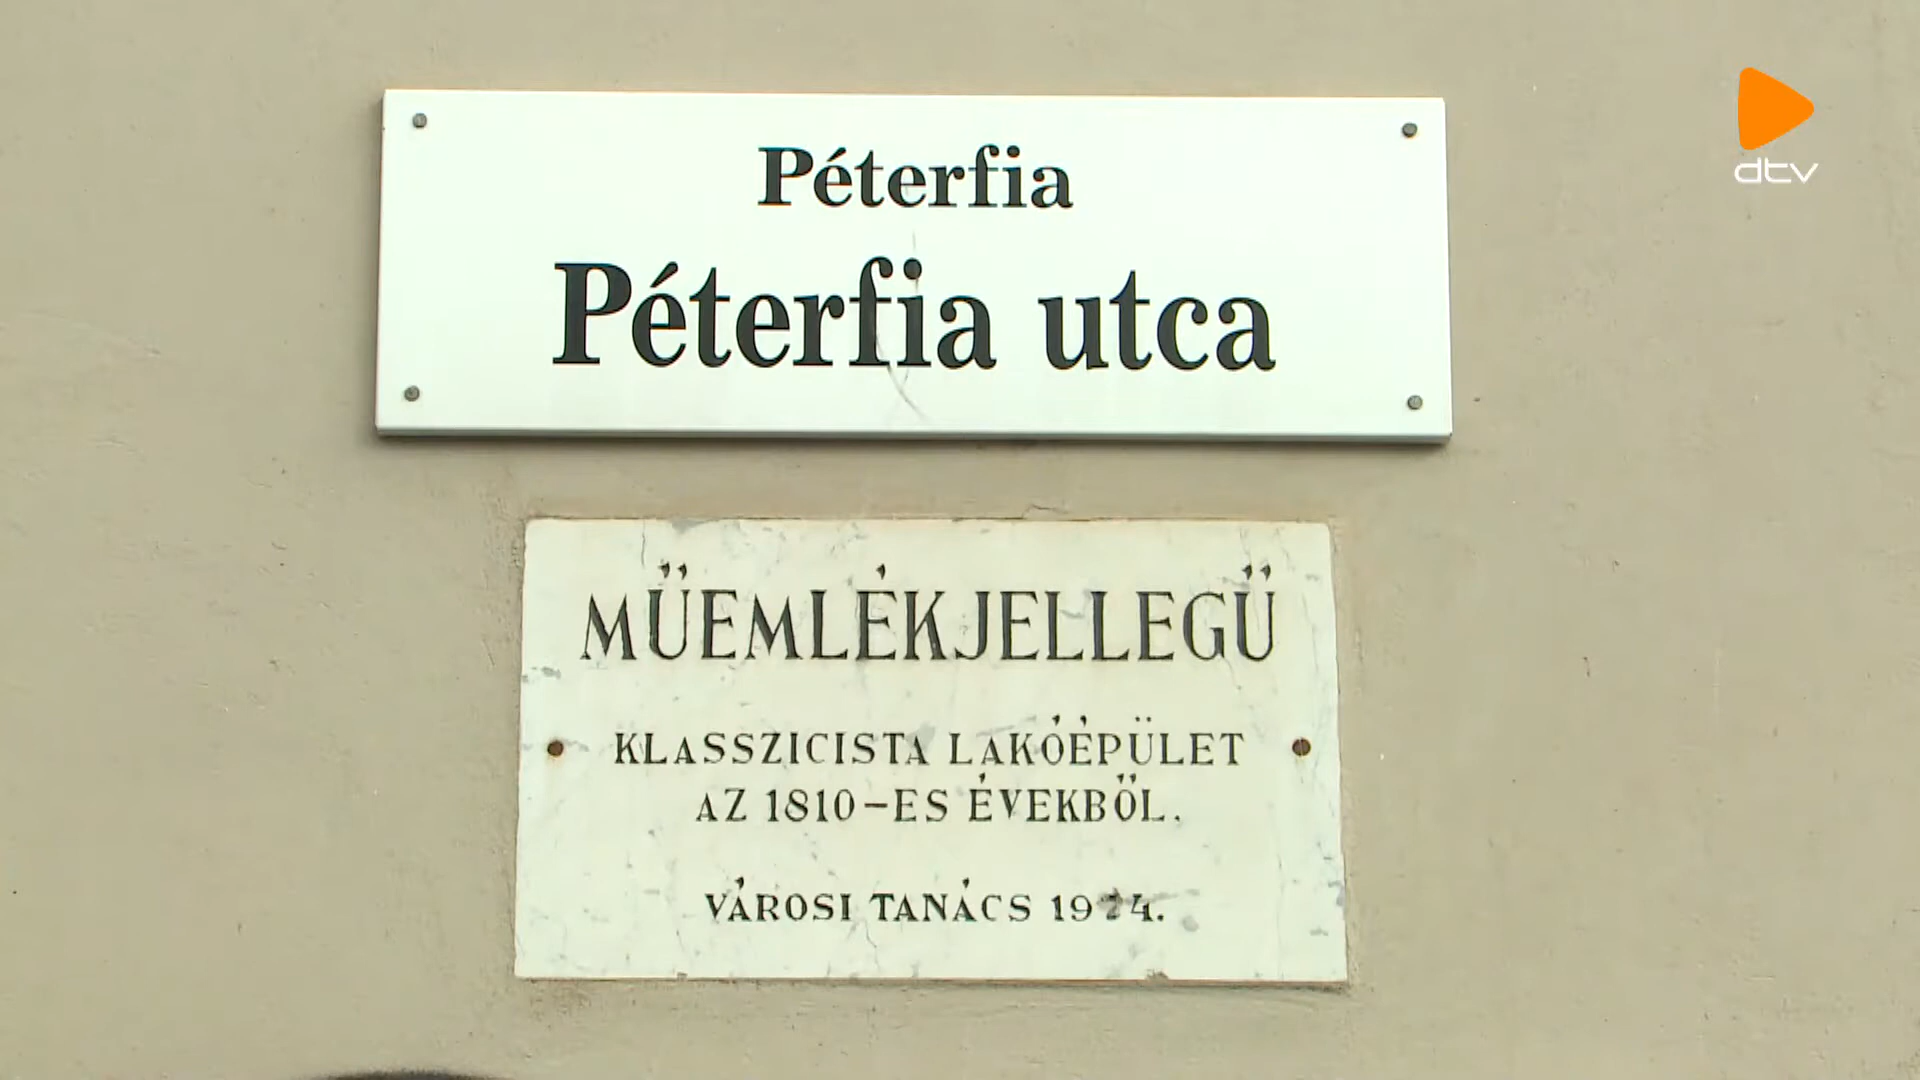 Péterfia
Péterfia utca
dtv
MŰEMLÉKJELLEGŰ
KLASSZICISTA LAKÓÉPÜLET
AZ 1810-ES ÉVEKBŐL.
VÁROSI TANÁCS 1974.